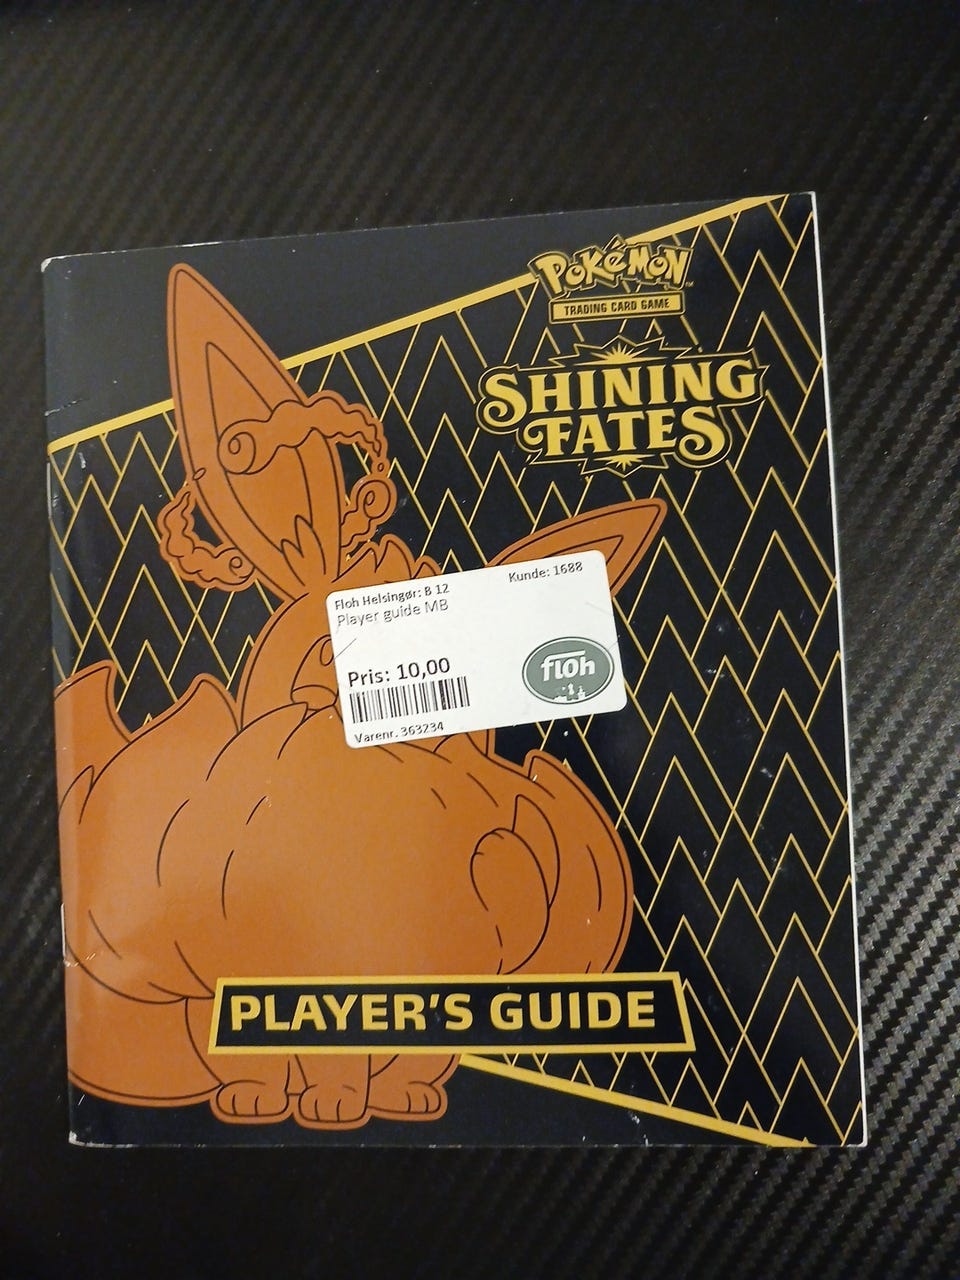 POKéMON
TRADING CARD GAME
SHINING
FATES
Floh Helsingør: B 12
Kunde: 1688
Player guide MB
Pris: 10,00
floh
Varenr. 363234
PLAYER'S GUIDE